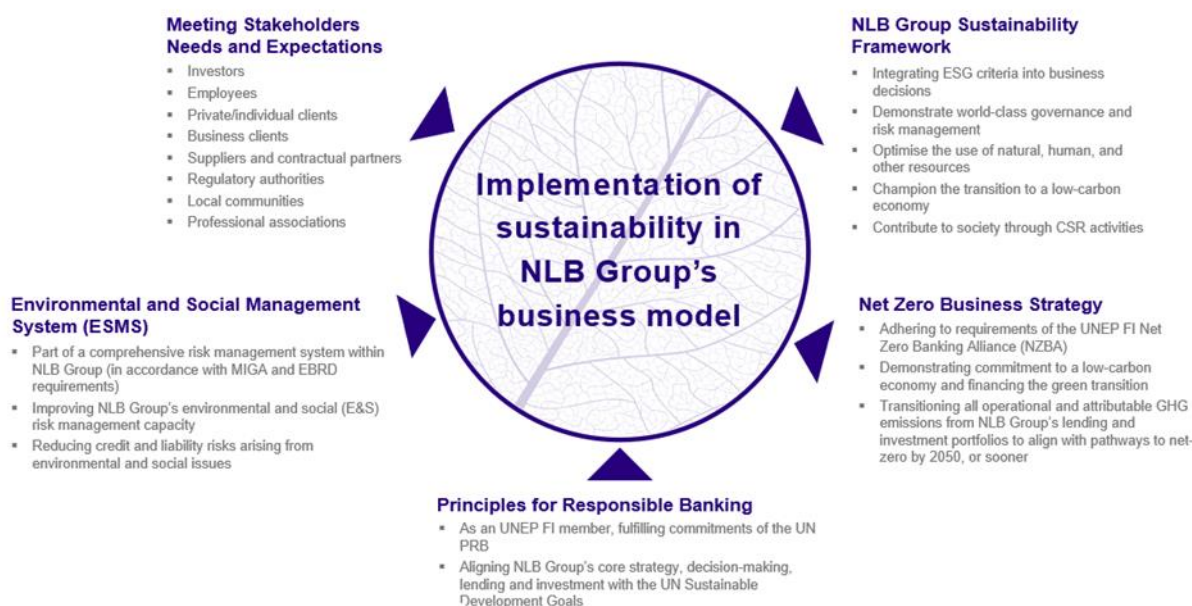 Meeting Stakeholders
Needs and Expectations
▪ Investors
▪ Employees
▪ Private/individual clients
▪ Business clients
▪ Suppliers and contractual partners
▪ Regulatory authorities
▪ Local communities
▪ Professional associations
NLB Group Sustainability
Framework
▪ Integrating ESG criteria into business
decisions
▪ Demonstrate world-class governance and
risk management
▪ Optimise the use of natural, human, and
other resources
▪ Champion the transition to a low-carbon
economy
▪ Contribute to society through CSR activities
Implementation of
sustainability in
NLB Group's
business model
Environmental and Social Management
System (ESMS)
▪ Part of a comprehensive risk management system within
NLB Group (in accordance with MIGA and EBRD
requirements)
▪ Improving NLB Group's environmental and social (E&S)
risk management capacity
▪ Reducing credit and liability risks arising from
environmental and social issues
Net Zero Business Strategy
▪ Adhering to requirements of the UNEP FI Net
Zero Banking Alliance (NZBA)
▪ Demonstrating commitment to a low-carbon
economy and financing the green transition
▪ Transitioning all operational and attributable GHG
emissions from NLB Group's lending and
investment portfolios to align with pathways to net-
zero by 2050, or sooner
Principles for Responsible Banking
▪ As an UNEP FI member, fulfilling commitments of the UN
PRB
▪ Aligning NLB Group's core strategy, decision-making,
lending and investment with the UN Sustainable
Development Goals